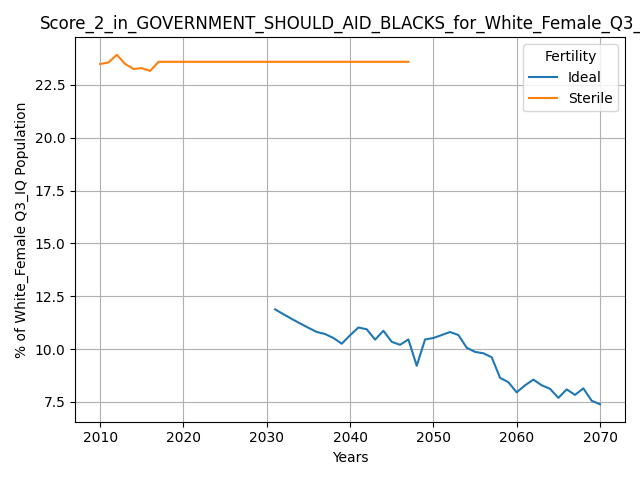 Score_2_in_GOVERNMENT_SHOULD_AID_BLACKS_for_White_Female_Q3_
% of White_Female Q3_IQ Population
22.5
20.0
17.5
15.0
12.5
10.0
7.5
Fertility
Ideal
Sterile
2010 2020 2030 2040 2050 2060 2070
Years